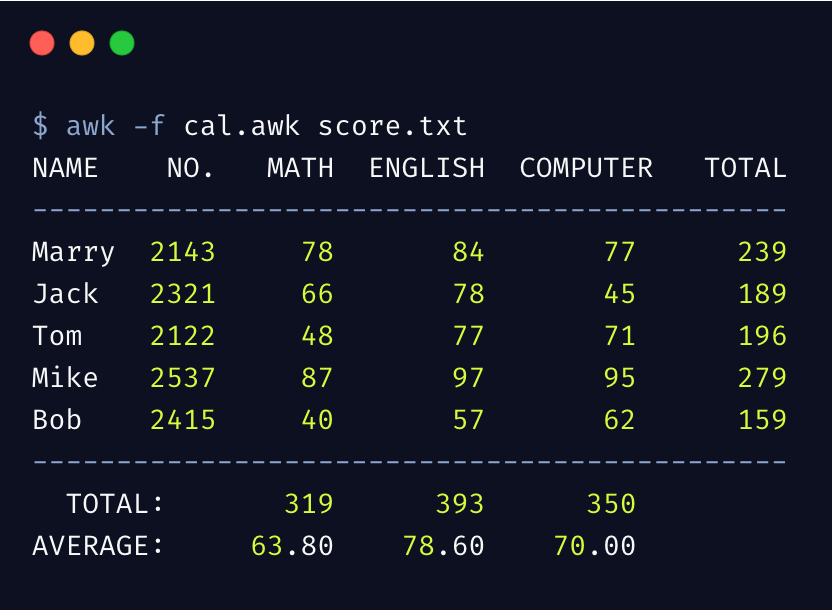 $ awk -f cal.awk score.txt
NAME    NO.   MATH  ENGLISH  COMPUTER   TOTAL
---------------------------------------------
Marry  2143     78       84       77      239
Jack   2321     66       78       45      189
Tom    2122     48       77       71      196
Mike   2537     87       97       95      279
Bob    2415     40       57       62      159
---------------------------------------------
  TOTAL:       319      393      350
AVERAGE:     63.80    78.60    70.00